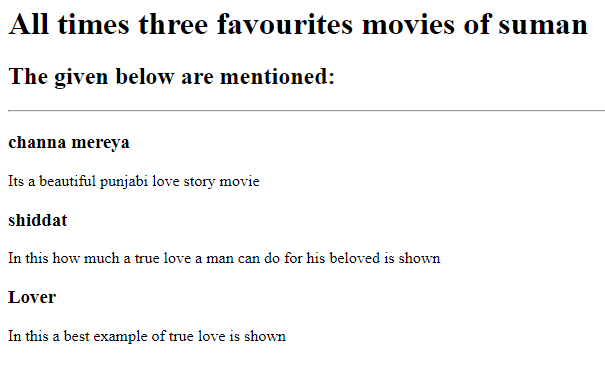 All times three favourites movies of suman
The given below are mentioned:
channa mereya
Its a beautiful punjabi love story movie
shiddat
In this how much a true love a man can do for his beloved is shown
Lover
In this a best example of true love is shown